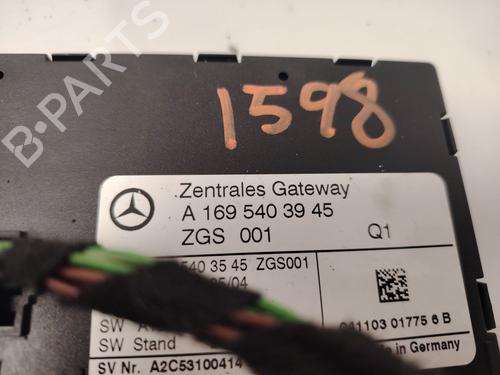 B-PARTS
1598
Zentrales Gateway
A 169 540 39 45
ZGS 001 Q1
540 35 45 ZGS001
/04
SW
041103 01775 6 B
SW Stand
in Germany
SV Nr. A2C53100414